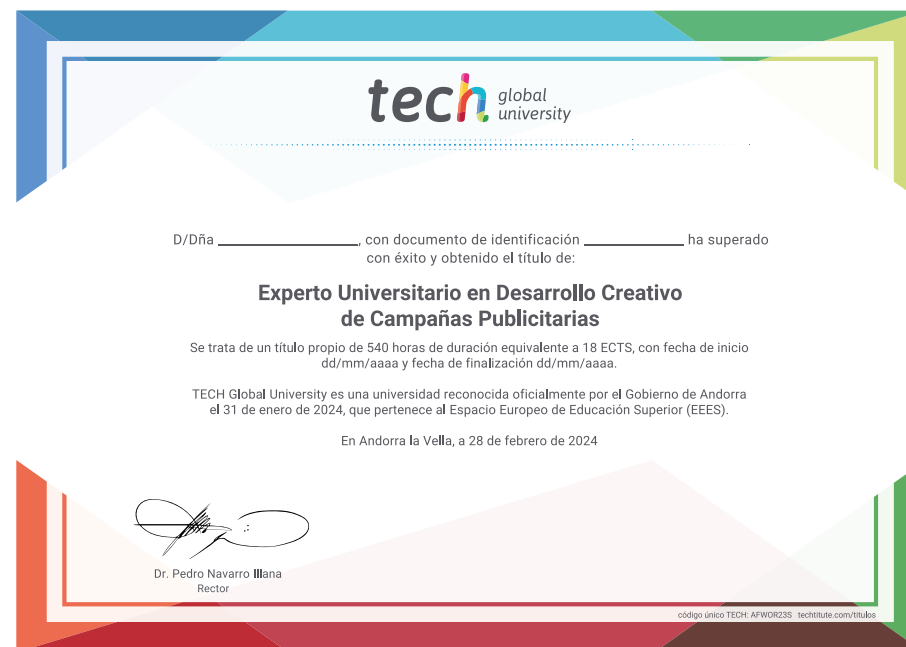 tech global
university
D/Dña ______________, con documento de identificación __________ ha superado
con éxito y obtenido el título de:
Experto Universitario en Desarrollo Creativo
de Campañas Publicitarias
Se trata de un título propio de 540 horas de duración equivalente a 18 ECTS, con fecha de inicio
dd/mm/aaaa y fecha de finalización dd/mm/aaaa.
TECH Global University es una universidad reconocida oficialmente por el Gobierno de Andorra
el 31 de enero de 2024, que pertenece al Espacio Europeo de Educación Superior (EEES).
En Andorra la Vella, a 28 de febrero de 2024
Dr. Pedro Navarro Illana
Rector
código único TECH: AFWOR23S techtitute.com/titulos